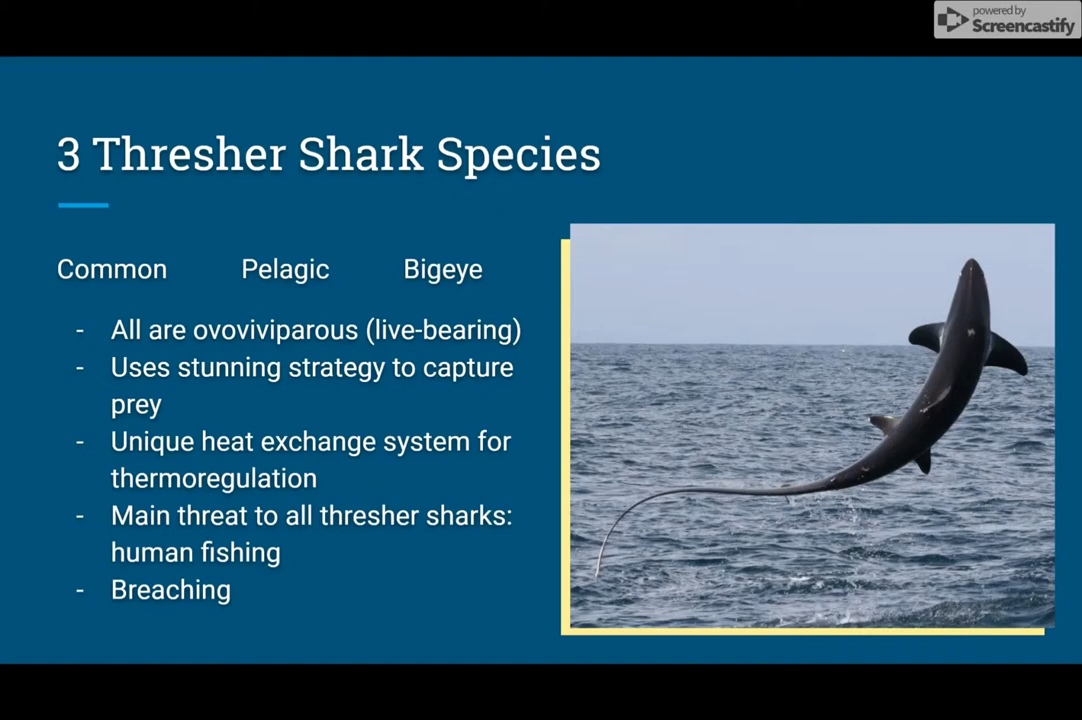 powered by
Screencastify
3 Thresher Shark Species
Common Pelagic Bigeye
- All are ovoviviparous (live-bearing)
- Uses stunning strategy to capture
prey
- Unique heat exchange system for
thermoregulation
- Main threat to all thresher sharks:
human fishing
- Breaching